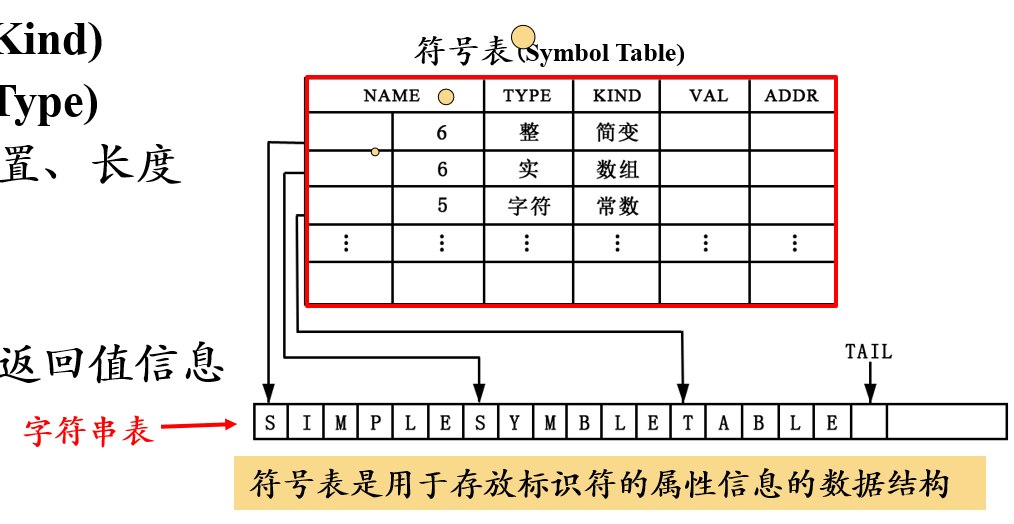 Kind)
符号表(Symbol Table)
Type)
NAME TYPE KIND VAL ADDR
6 整 简变
置、长度
6 实 数组
5 字符 常数
⋮ ⋮ ⋮ ⋮ ⋮ ⋮
返回值信息
TAIL
字符串表
S I M P L E S Y M B L E T A B L E
符号表是用于存放标识符的属性信息的数据结构